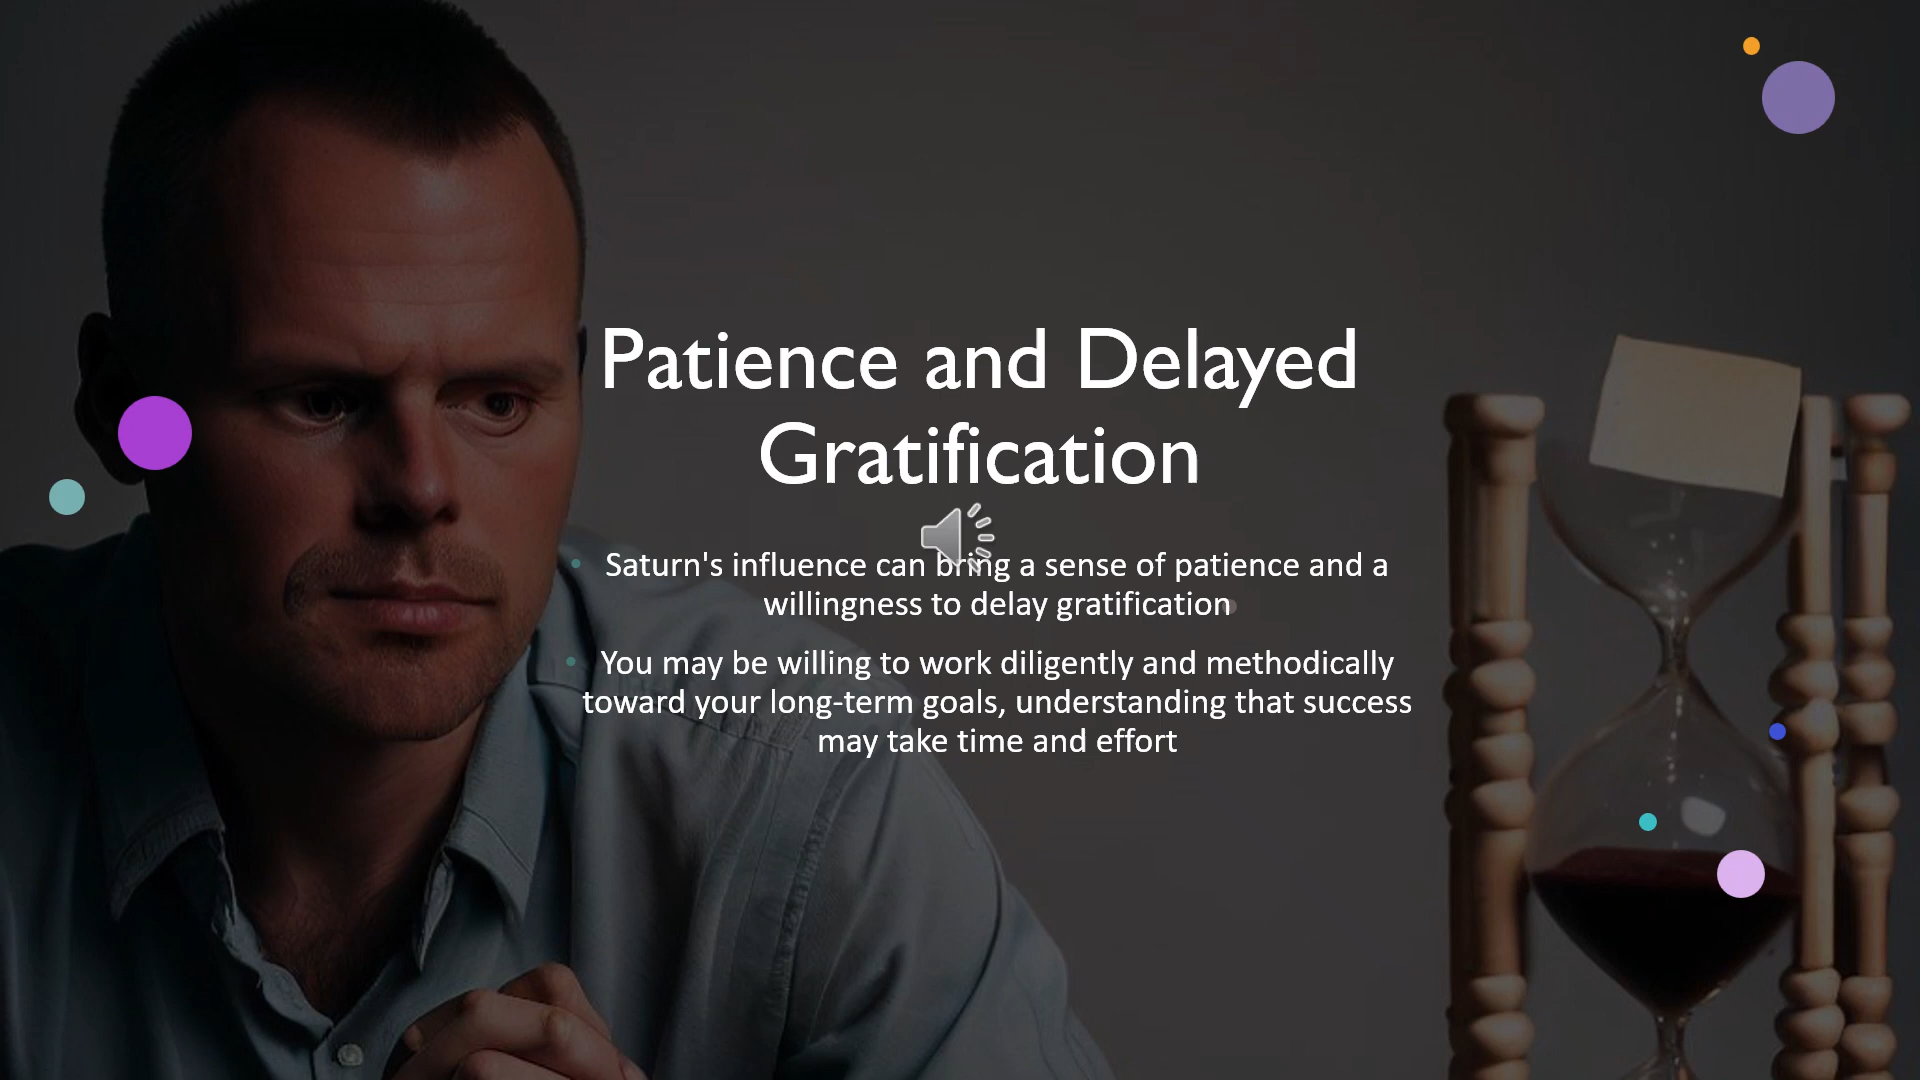 Patience and Delayed
Gratification
• Saturn's influence can bring a sense of patience and a
willingness to delay gratification
• You may be willing to work diligently and methodically
toward your long-term goals, understanding that success
may take time and effort